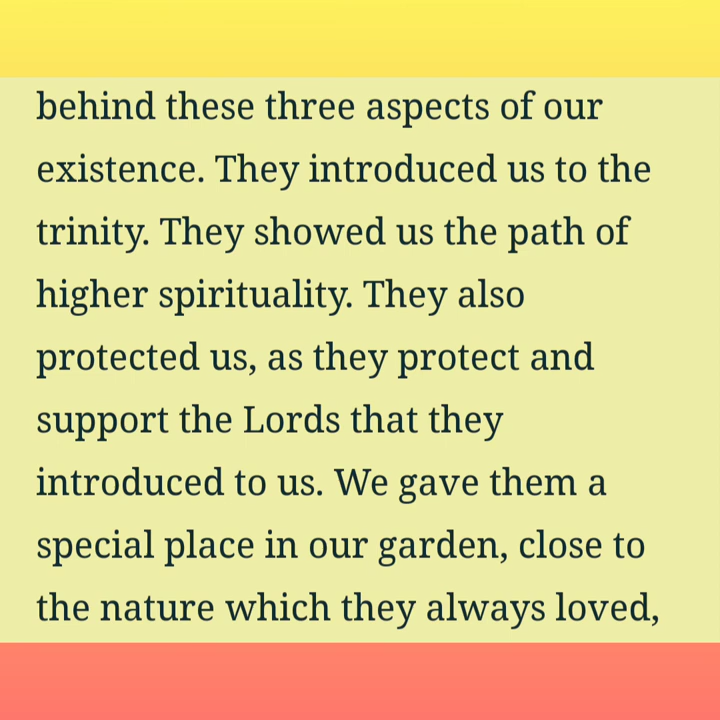 behind these three aspects of our
existence. They introduced us to the
trinity. They showed us the path of
higher spirituality. They also
protected us, as they protect and
support the Lords that they
introduced to us. We gave them a
special place in our garden, close to
the nature which they always loved,